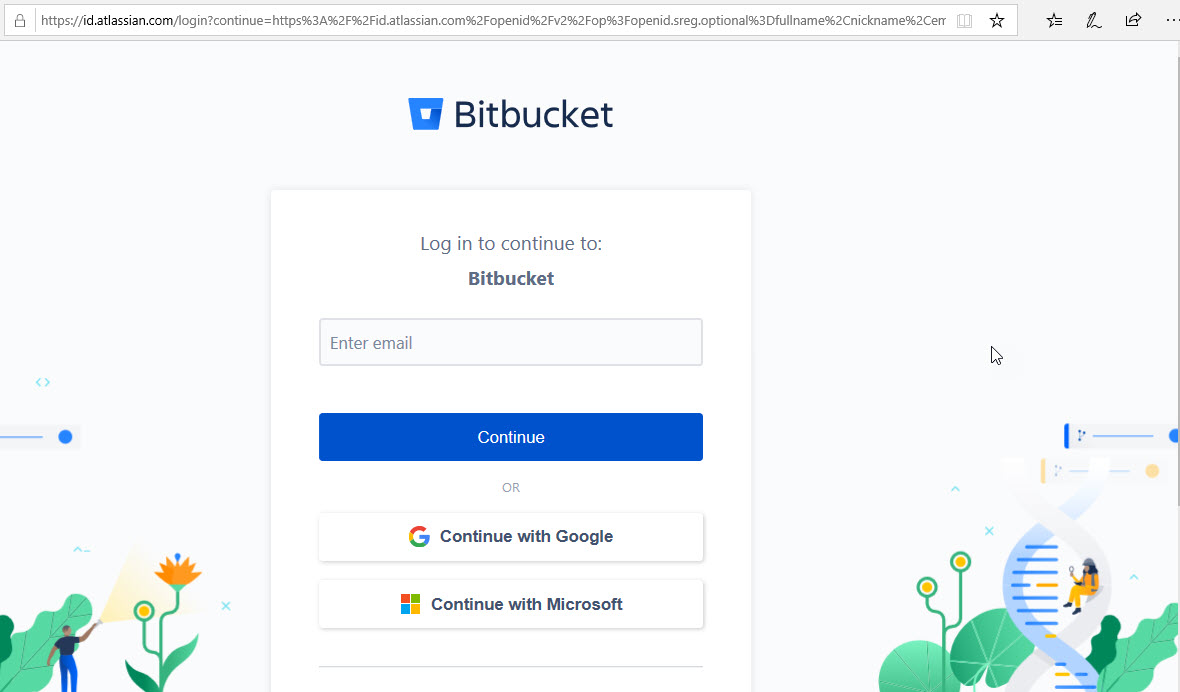 https://id.atlassian.com/login?continue=https%3A%2F%2Fid.atlassian.com%2Fopenid%2Fv2%2Fop%3Fopenid.sreg.optional%3Dfullname%2Cnickname%2Cem
Bitbucket
Log in to continue to:
Bitbucket
Enter email
Continue
OR
Continue with Google
Continue with Microsoft